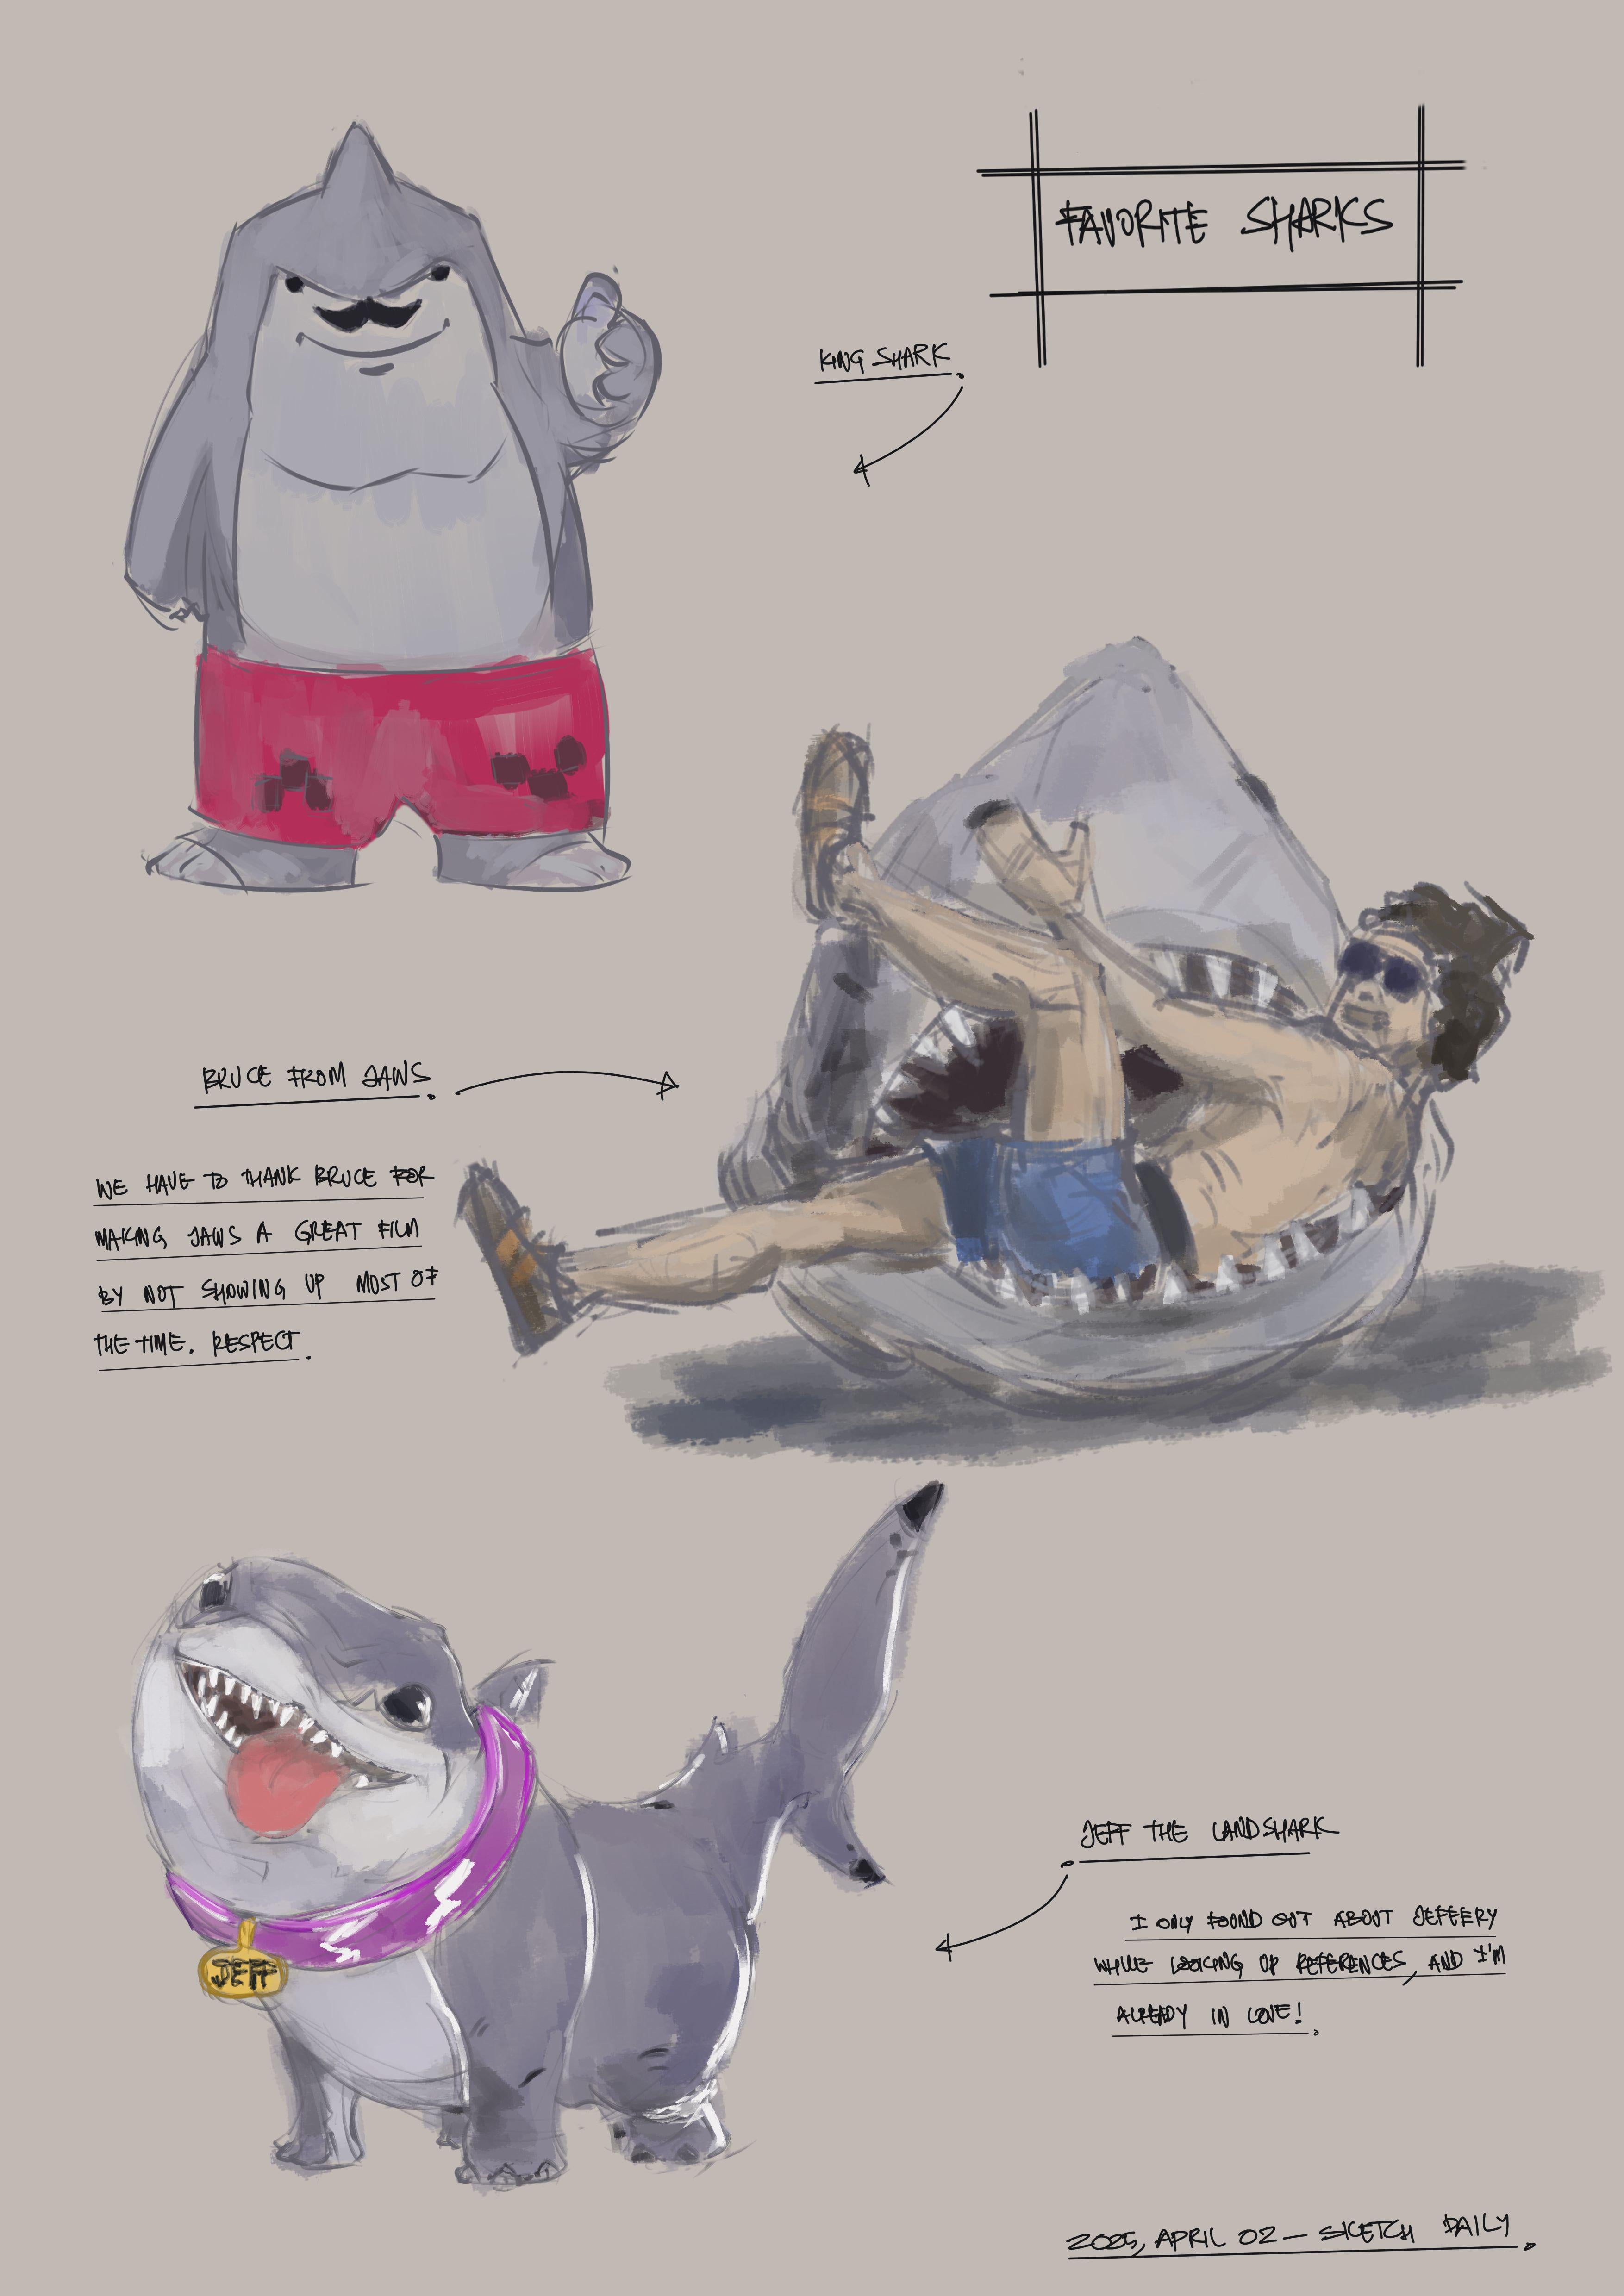 FAVORITE SHARKS
KING SHARK.
BRUCE FROM JAWS.
WE HAVE TO THANK BRUCE FOR
MAKING JAWS A GREAT FILM
BY NOT SHOWING UP MOST OF
THE TIME. RESPECT.
JEFF
JEFF THE LANDSHARK
I ONLY FOUND OUT ABOUT JEFFERY
WHILE LOOKING UP REFERENCES, AND I'M
ALREADY IN LOVE!.
2025, APRIL 02 – SKETCH DAILY.